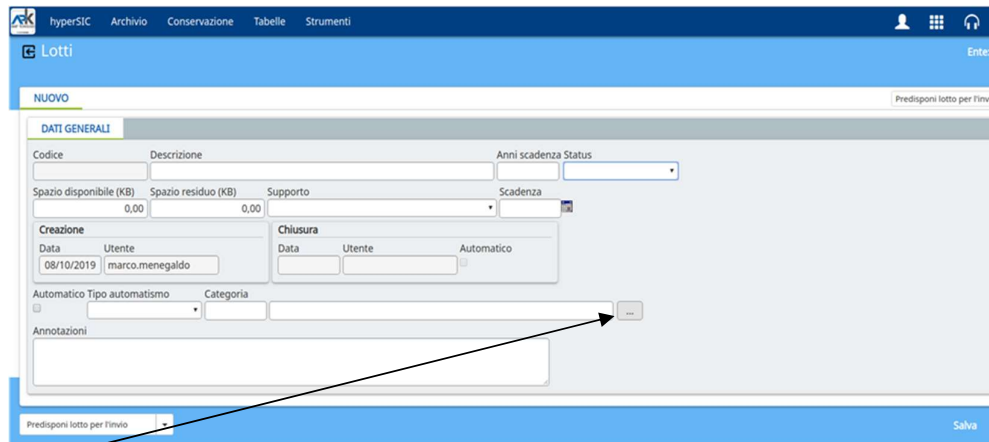 hyperSIC Archivio Conservazione Tabelle Strumenti
Lotti
NUOVO
Predisponi lotto per l'inv
DATI GENERALI
Codice Descrizione Anni scadenza Status
Spazio disponibile (KB) Spazio residuo (KB) Supporto Scadenza
0,00 0,00
Creazione Chiusura
Data Utente Data Utente Automatico
08/10/2019 marco.menegaldo
Automatico Tipo automatismo Categoria
...
Annotazioni
Predisponi lotto per l'invio Salva